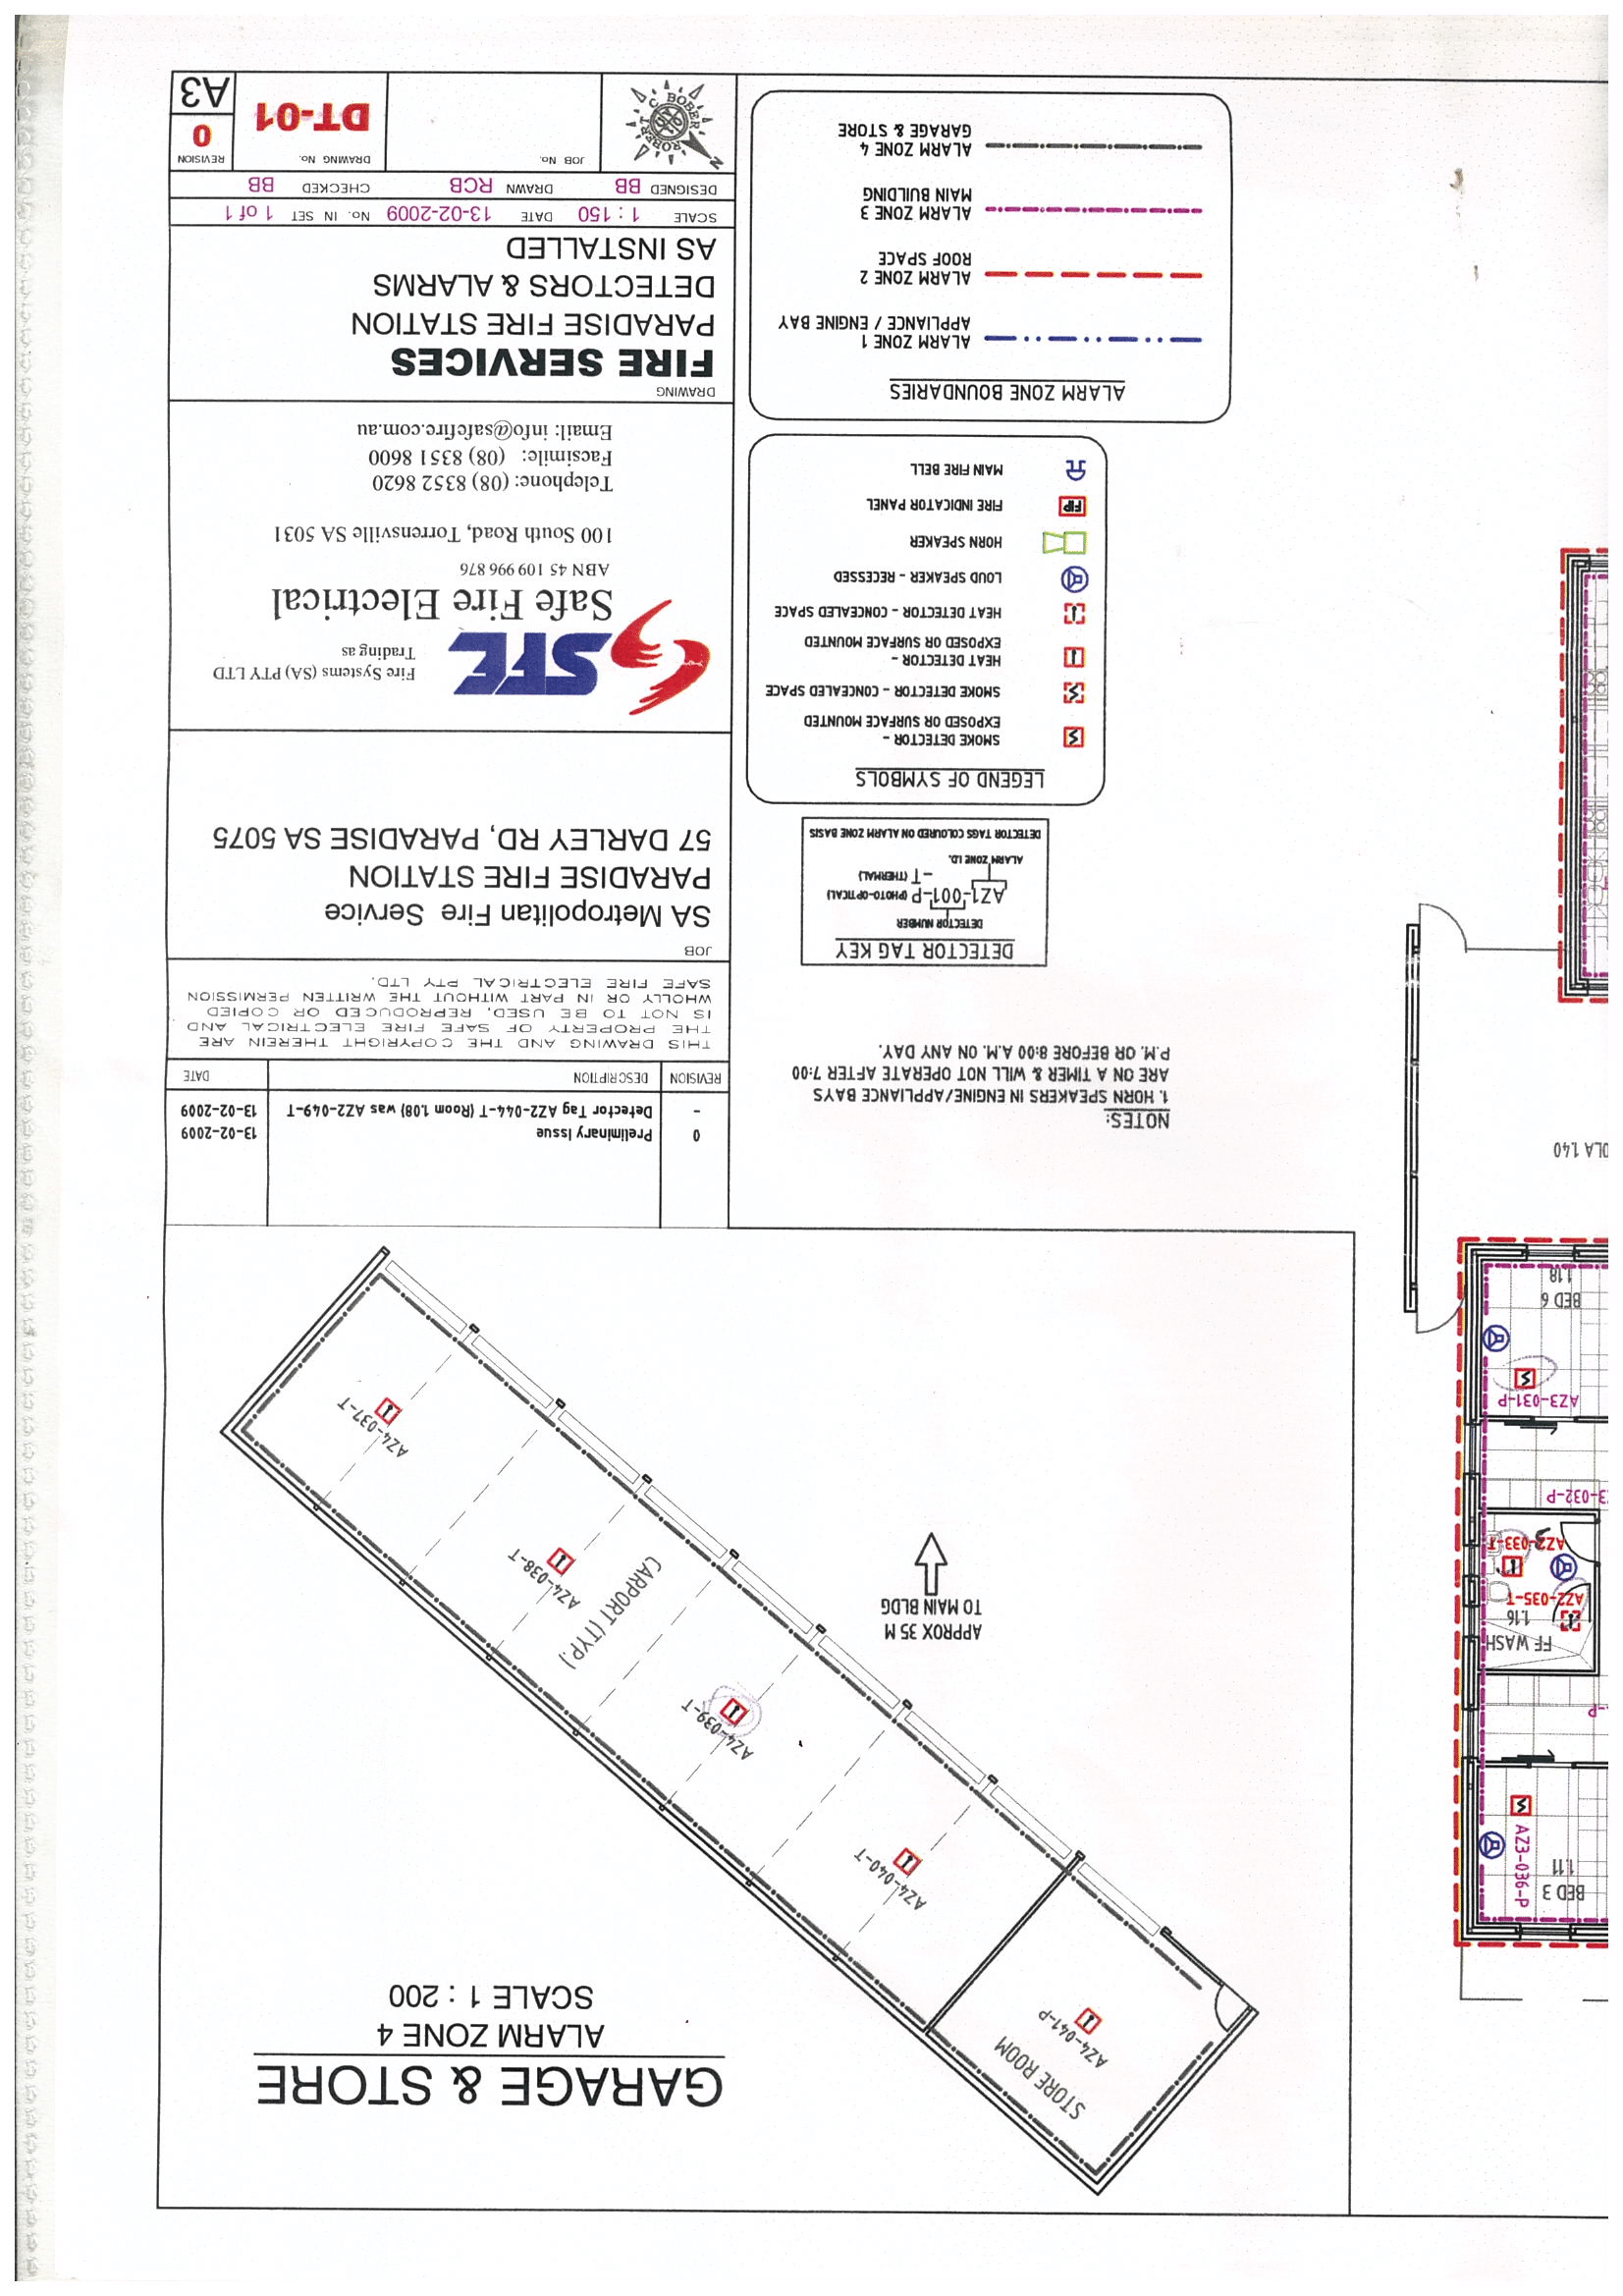 GARAGE & STORE
ALARM ZONE 4
SCALE 1 : 200
STORE ROOM
AZ4-041-P
AZ4-040-T
AZ4-039-T
CARPORT (TYP.)
AZ4-038-T
AZ4-037-T
APPROX 35 M
TO MAIN BLDG
BED 3
1.11
AZ3-036-P
FF WASH
1.16
AZ2-035-T
AZ2-033-T
AZ3-031-P
BED 6
1.18
NOTES:
1. HORN SPEAKERS IN ENGINE/APPLIANCE BAYS
ARE ON A TIMER & WILL NOT OPERATE AFTER 7:00
P.M. OR BEFORE 8:00 A.M. ON ANY DAY.
DETECTOR TAG KEY
DETECTOR NUMBER
AZ1-001-P (PHOTO-OPTICAL)
-T (THERMAL)
ALARM ZONE I.D.
DETECTOR TAGS COLOURED ON ALARM ZONE BASIS
LEGEND OF SYMBOLS
SMOKE DETECTOR -
EXPOSED OR SURFACE MOUNTED
SMOKE DETECTOR - CONCEALED SPACE
HEAT DETECTOR -
EXPOSED OR SURFACE MOUNTED
HEAT DETECTOR - CONCEALED SPACE
LOUD SPEAKER - RECESSED
HORN SPEAKER
FIP FIRE INDICATOR PANEL
MAIN FIRE BELL
ALARM ZONE BOUNDARIES
ALARM ZONE 1
APPLIANCE / ENGINE BAY
ALARM ZONE 2
ROOF SPACE
ALARM ZONE 3
MAIN BUILDING
ALARM ZONE 4
GARAGE & STORE
0 Preliminary Issue 13-02-2009
- Detector Tag AZ2-044-T (Room 1.08) was AZ2-049-T 13-02-2009
REVISION DESCRIPTION DATE
THIS DRAWING AND THE COPYRIGHT THEREIN ARE
THE PROPERTY OF SAFE FIRE ELECTRICAL AND
IS NOT TO BE USED, REPRODUCED OR COPIED
WHOLLY OR IN PART WITHOUT THE WRITTEN PERMISSION
SAFE FIRE ELECTRICAL PTY LTD.
JOB
SA Metropolitan Fire Service
PARADISE FIRE STATION
57 DARLEY RD, PARADISE SA 5075
SFE
Fire Systems (SA) PTY LTD
Trading as
Safe Fire Electrical
ABN 45 109 996 876
100 South Road, Torrensville SA 5031
Telephone: (08) 8352 8620
Facsimile: (08) 8351 8600
Email: info@safefire.com.au
DRAWING
FIRE SERVICES
PARADISE FIRE STATION
DETECTORS & ALARMS
AS INSTALLED
SCALE 1 : 150 DATE 13-02-2009 No. IN SET 1 of 1
DESIGNED BB DRAWN RCB CHECKED BB
ROBERT C BOBER
N
JOB No.
DRAWING No.
DT-01
REVISION
0
A3